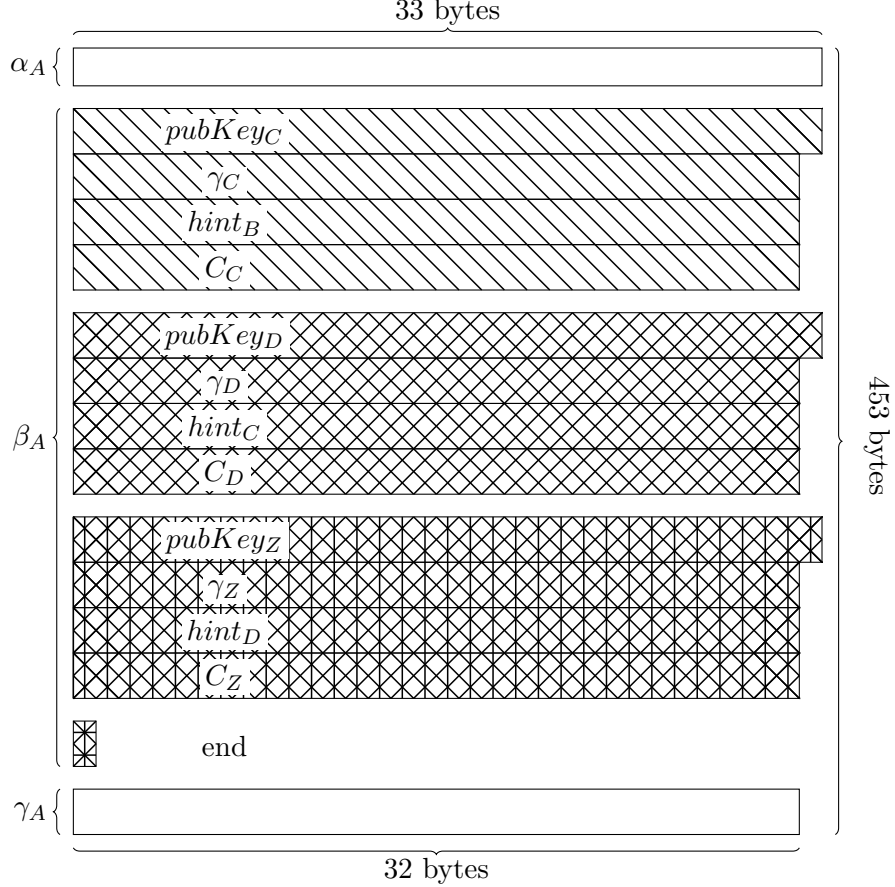 33 bytes
α_A
pubKey_C
γ_C
hint_B
C_C
pubKey_D
γ_D
hint_C
C_D
β_A
453 bytes
pubKey_Z
γ_Z
hint_D
C_Z
end
γ_A
32 bytes